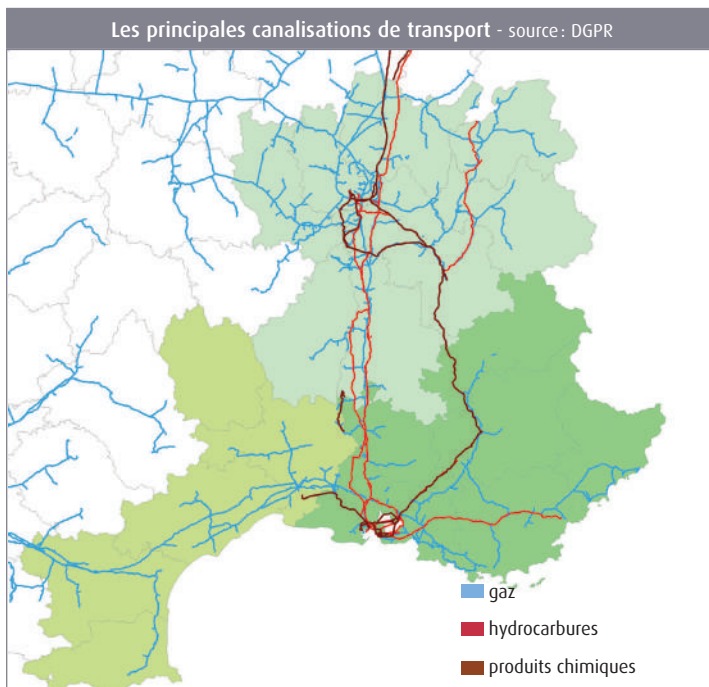 Les principales canalisations de transport - source : DGPR
gaz
hydrocarbures
produits chimiques